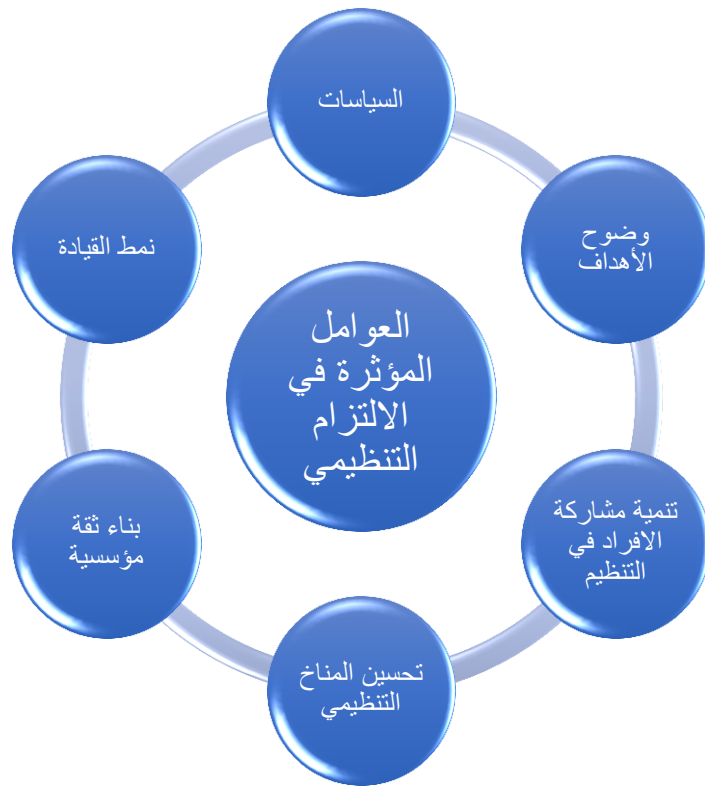 السياسات
وضوح
الأهداف
تنمية مشاركة
الافراد في
التنظيم
تحسين المناخ
التنظيمي
بناء ثقة
مؤسسية
نمط القيادة
العوامل
المؤثرة في
الالتزام
التنظيمي